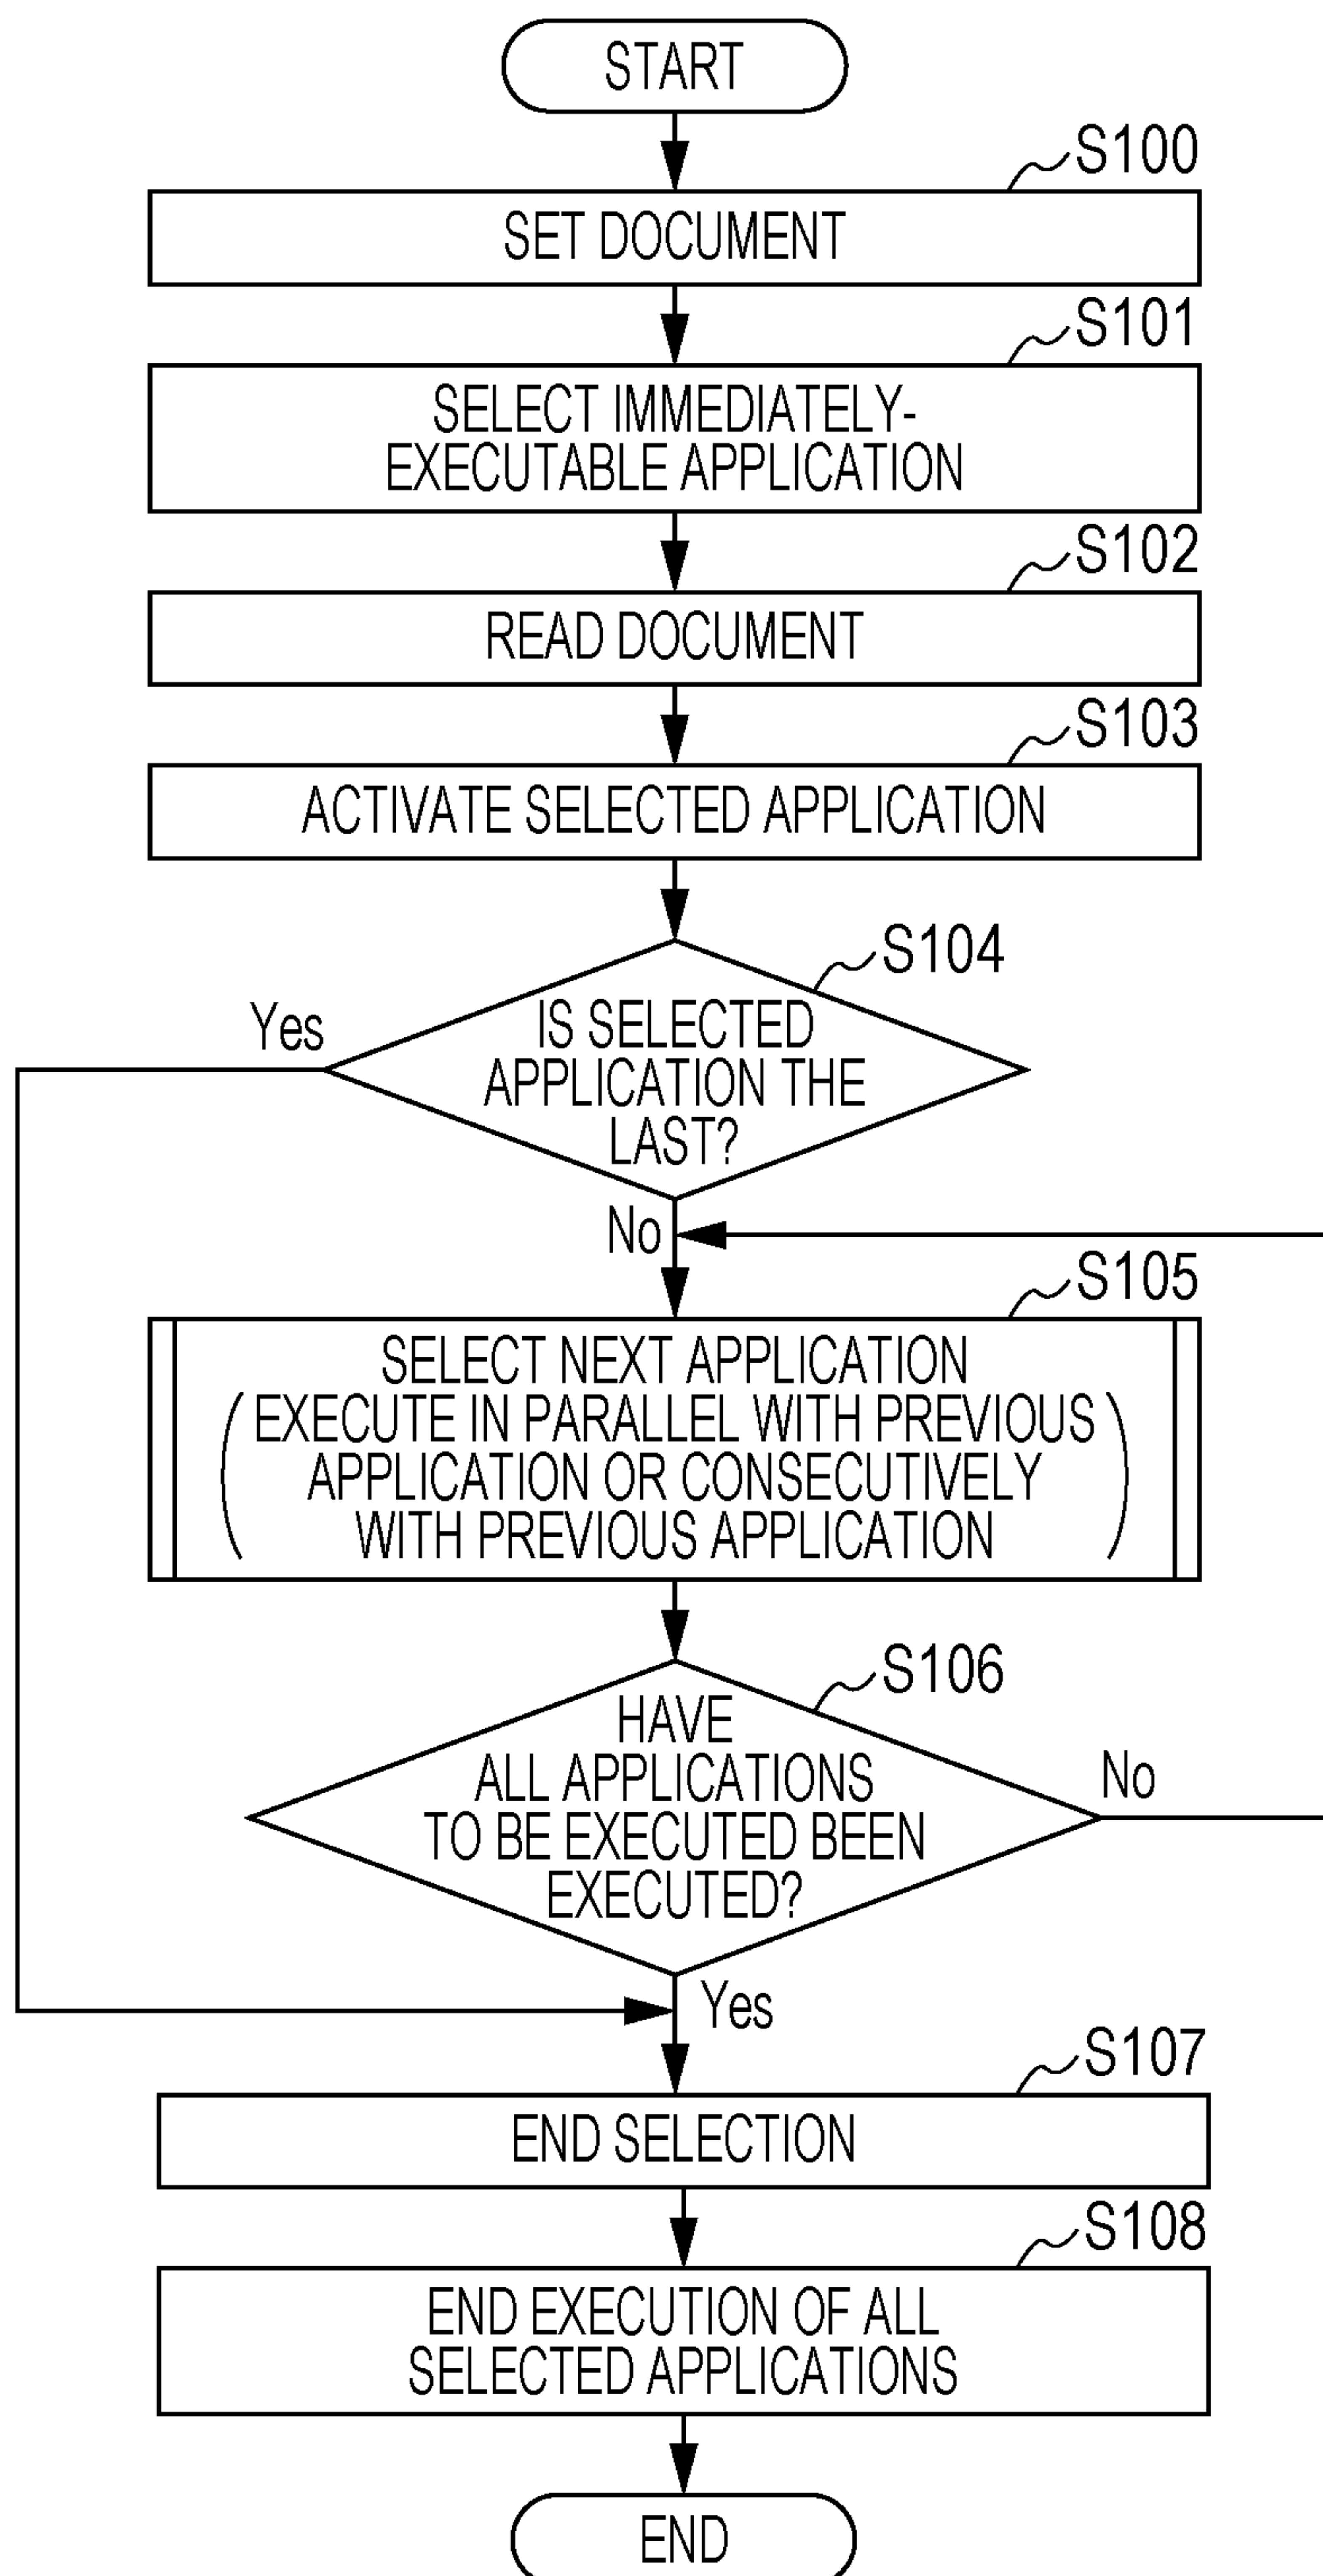 START
S100
SET DOCUMENT
S101
SELECT IMMEDIATELY-
EXECUTABLE APPLICATION
S102
READ DOCUMENT
S103
ACTIVATE SELECTED APPLICATION
S104
Yes
IS SELECTED
APPLICATION THE
LAST?
No
S105
SELECT NEXT APPLICATION
(EXECUTE IN PARALLEL WITH PREVIOUS
APPLICATION OR CONSECUTIVELY
WITH PREVIOUS APPLICATION)
S106
HAVE
ALL APPLICATIONS
TO BE EXECUTED BEEN
EXECUTED?
No
Yes
S107
END SELECTION
S108
END EXECUTION OF ALL
SELECTED APPLICATIONS
END